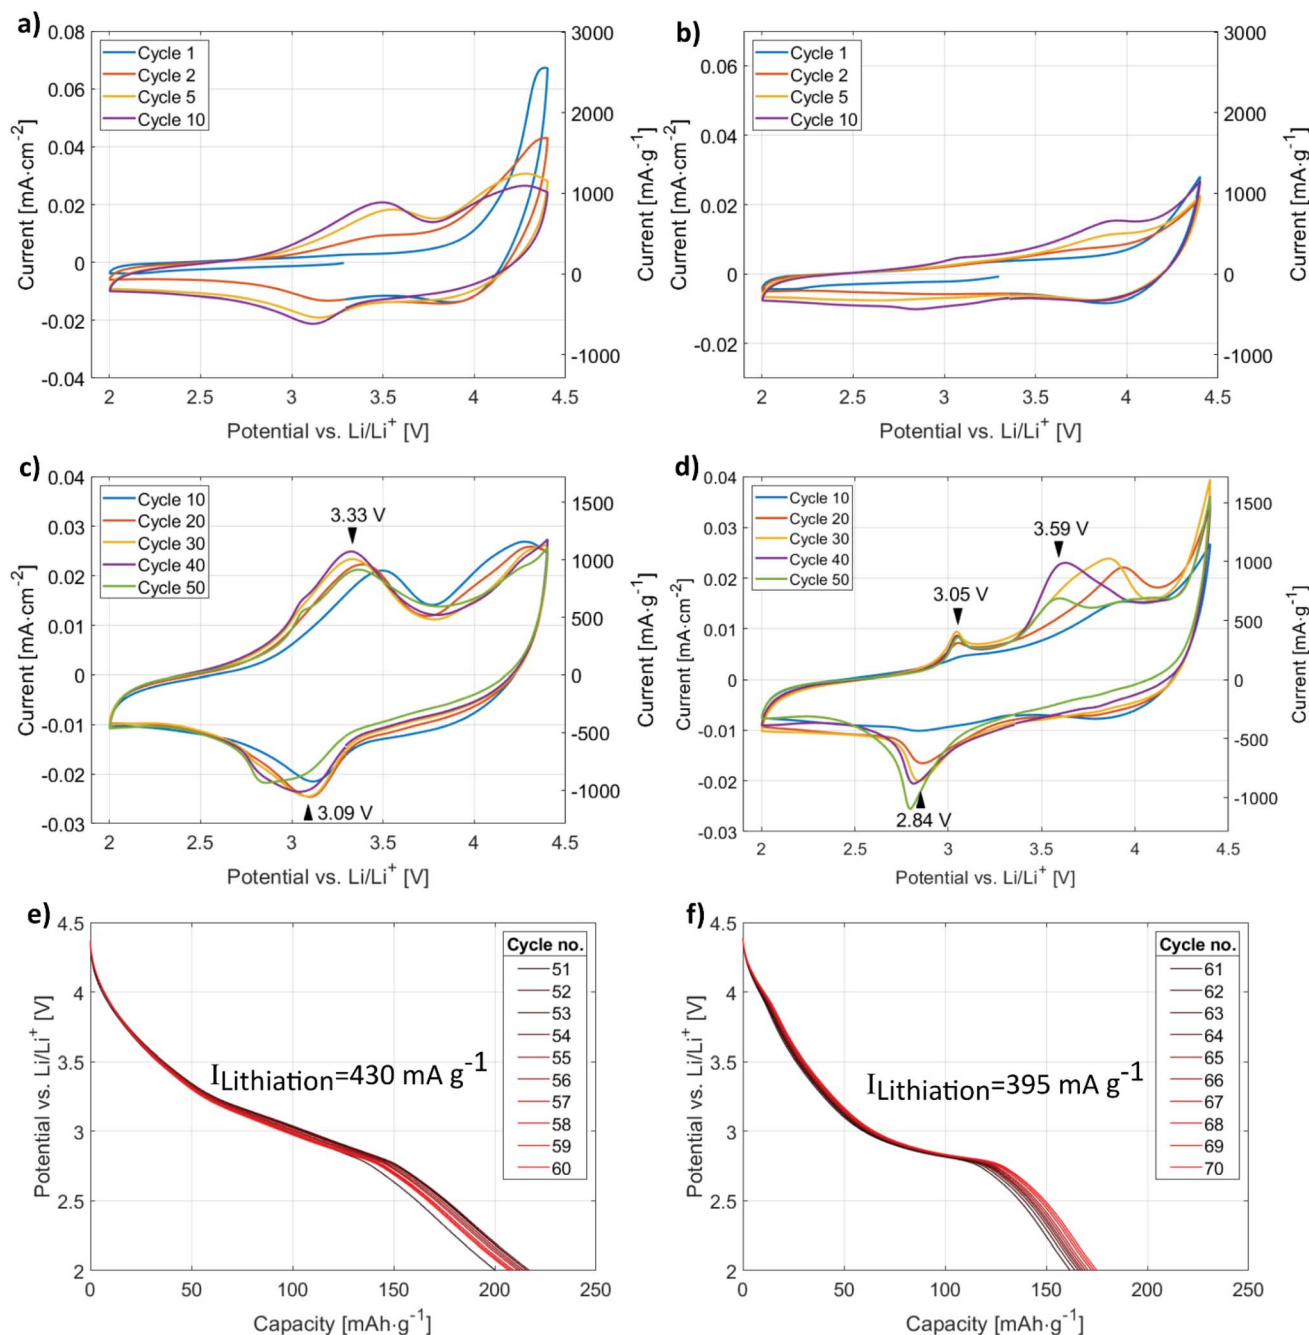 a)
0.08
0.06
0.04
0.02
0
-0.02
-0.04
3000
2000
1000
0
-1000
Cycle 1
Cycle 2
Cycle 5
Cycle 10
2
2.5
3
3.5
4
4.5
Current [mA·cm⁻²]
Current [mA·g⁻¹]
Potential vs. Li/Li⁺ [V]
b)
0.06
0.04
0.02
0
-0.02
3000
2000
1000
0
-1000
Cycle 1
Cycle 2
Cycle 5
Cycle 10
2
2.5
3
3.5
4
4.5
Current [mA·cm⁻²]
Current [mA·g⁻¹]
Potential vs. Li/Li⁺ [V]
c)
0.04
0.03
0.02
0.01
0
-0.01
-0.02
-0.03
1500
1000
500
0
-500
-1000
Cycle 10
Cycle 20
Cycle 30
Cycle 40
Cycle 50
3.33 V
3.09 V
2
2.5
3
3.5
4
4.5
Current [mA·cm⁻²]
Current [mA·g⁻¹]
Potential vs. Li/Li⁺ [V]
d)
0.04
0.03
0.02
0.01
0
-0.01
-0.02
-0.03
1500
1000
500
0
-500
-1000
Cycle 10
Cycle 20
Cycle 30
Cycle 40
Cycle 50
3.59 V
3.05 V
2.84 V
2
2.5
3
3.5
4
4.5
Current [mA·cm⁻²]
Current [mA·g⁻¹]
Potential vs. Li/Li⁺ [V]
e)
4.5
4
3.5
3
2.5
2
Cycle no.
51
52
53
54
55
56
57
58
59
60
I_Lithiation=430 mA g⁻¹
0
50
100
150
200
250
Potential vs. Li/Li⁺ [V]
Capacity [mAh·g⁻¹]
f)
4.5
4
3.5
3
2.5
2
Cycle no.
61
62
63
64
65
66
67
68
69
70
I_Lithiation=395 mA g⁻¹
0
50
100
150
200
250
Potential vs. Li/Li⁺ [V]
Capacity [mAh·g⁻¹]